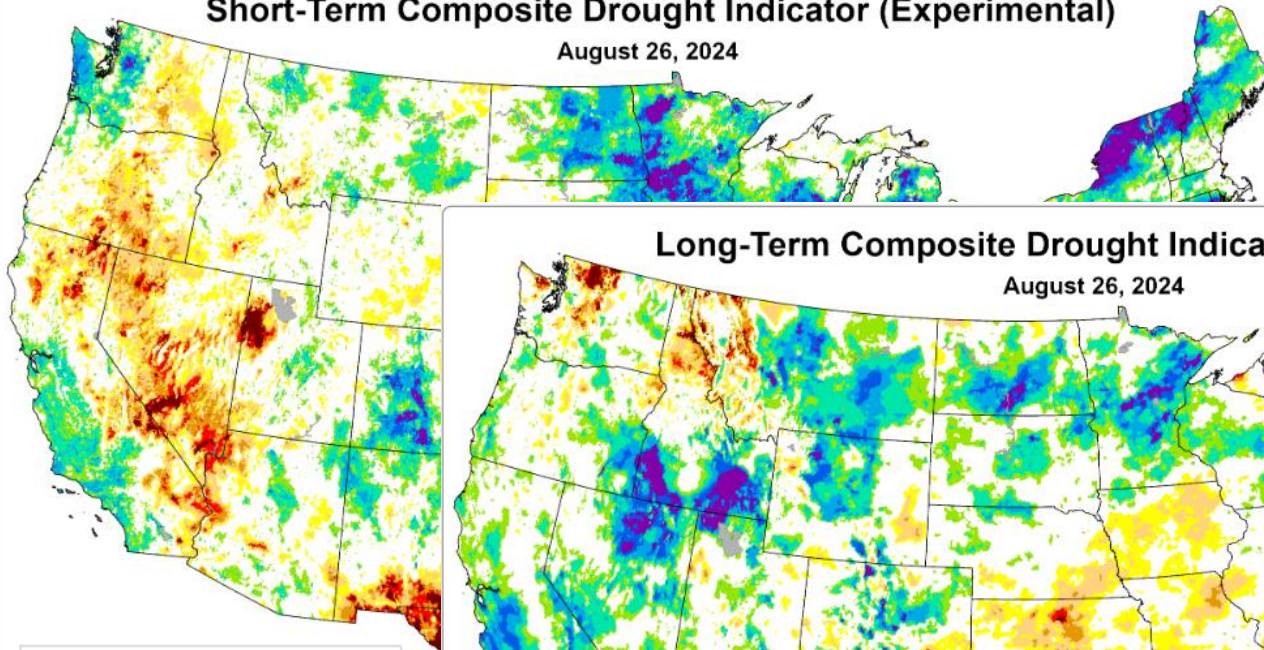 Short-Term Composite Drought Indicator (Experimental)
August 26, 2024
Long-Term Composite Drought Indica
August 26, 2024